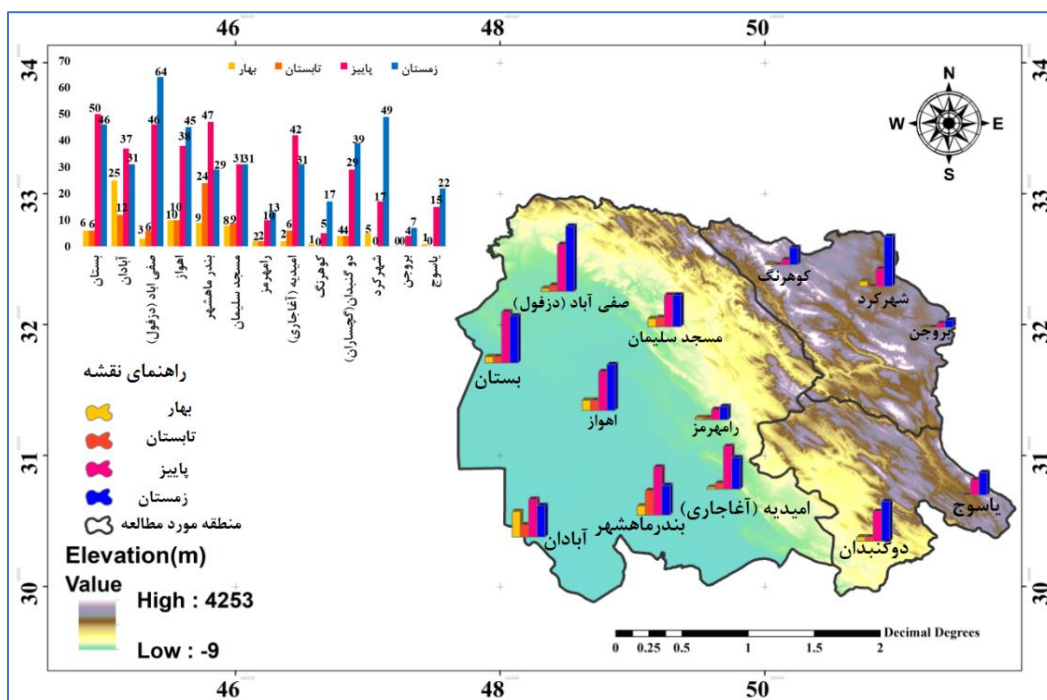 46
48
50
34
33
32
31
30
70
60
50
40
30
20
10
0
بهار
تابستان
پاییز
زمستان
6 6 50 46
25 12 37 31
3 6 46 64
10 10 38 45
9 24 47 29
8 9 31 31
2 2 10 13
2 6 42 31
1 0 5 17
4 4 29 39
5 0 17 49
0 0 4 7
1 0 15 22
بستان
آبادان
صفی آباد (دزفول)
اهواز
بندر ماهشهر
مسجد سلیمان
رامهرمز
امیدیه (آغاجاری)
کوهرنگ
دو گنبدان (گچساران)
شهرکرد
بروجن
یاسوج
N
W E
S
کوهرنگ
شهرکرد
بروجن
صفی آباد (دزفول)
مسجد سلیمان
بستان
اهواز
رامهرمز
امیدیه (آغاجاری)
بندرماهشهر
آبادان
یاسوج
دوگنبدان
راهنمای نقشه
بهار
تابستان
پاییز
زمستان
منطقه مورد مطالعه
Elevation(m)
Value
High : 4253
Low : -9
Decimal Degrees
0 0.25 0.5 1 1.5 2
46
48
50
34
33
32
31
30